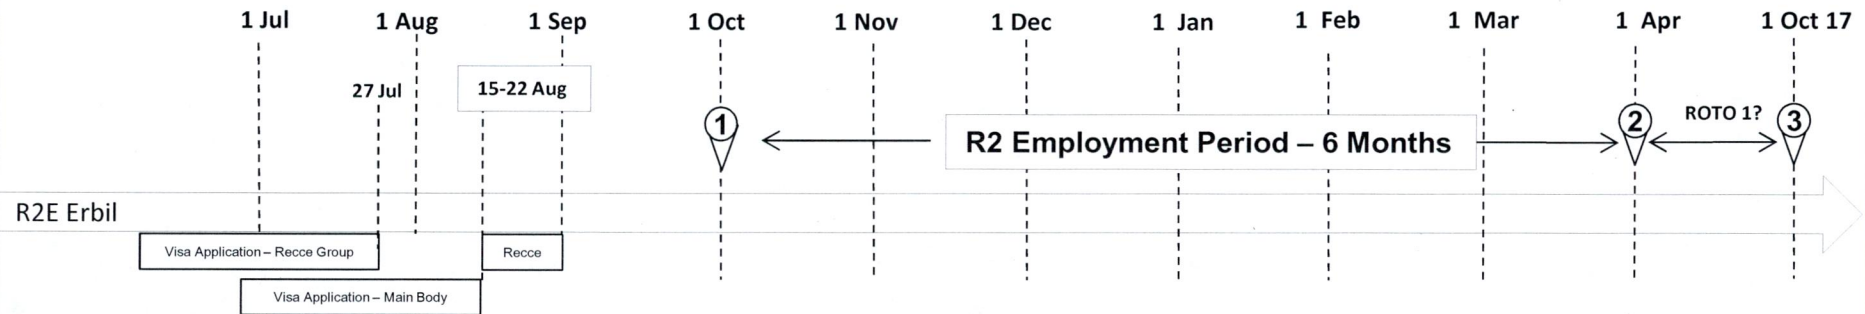 1 Jul 1 Aug 1 Sep 1 Oct 1 Nov 1 Dec 1 Jan 1 Feb 1 Mar 1 Apr 1 Oct 17
27 Jul 15-22 Aug
1 R2 Employment Period – 6 Months 2 ROTO 1? 3
R2E Erbil
Visa Application – Recce Group Recce
Visa Application – Main Body